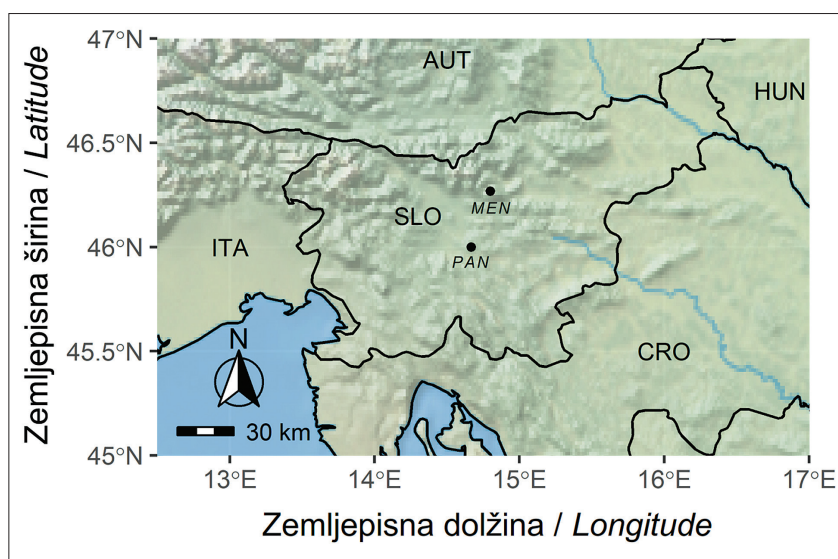 Zemljepisna širina / Latitude
47°N
46.5°N
46°N
45.5°N
45°N
AUT
HUN
MEN
SLO
ITA
PAN
CRO
N
30 km
13°E
14°E
15°E
16°E
17°E
Zemljepisna dolžina / Longitude